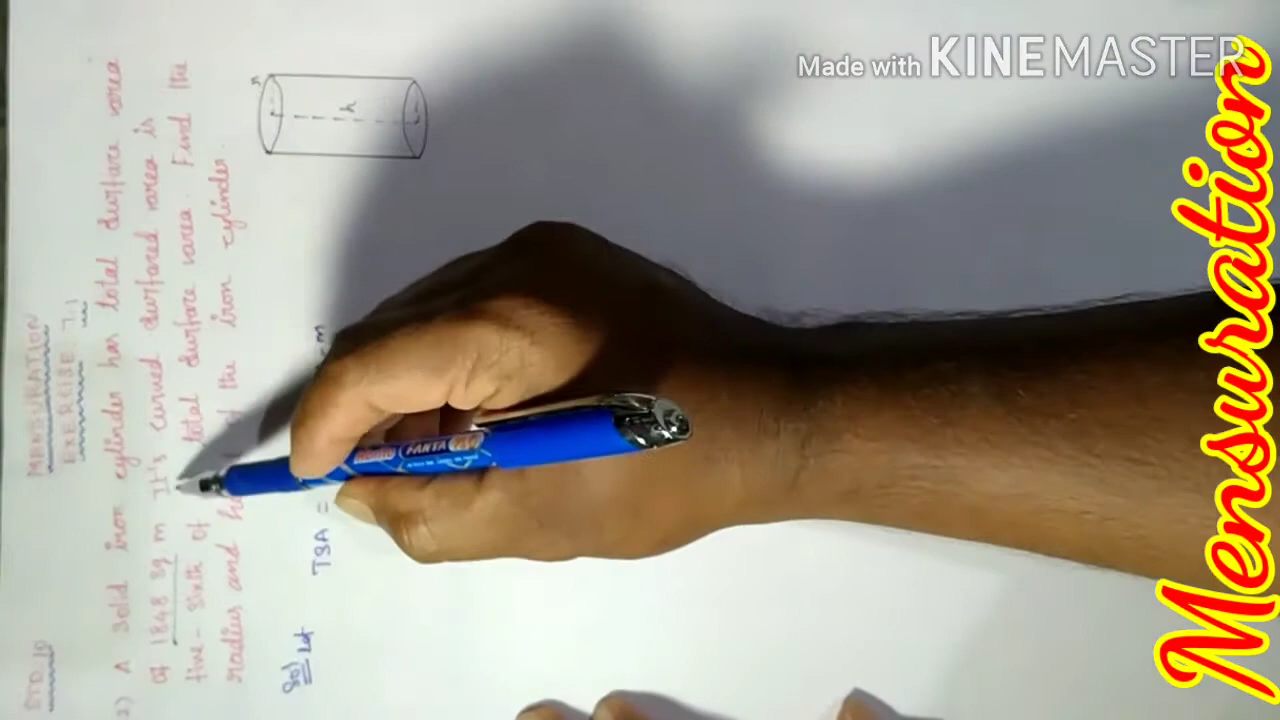 Made with KINEMASTER
Mensuration
STD-10
MENSURATION
EXERCISE 7.1
2) A Solid iron cylinder has total surface area
of 1848 sq m It's curved surfared area is
five-Sixth of total surface area. Find the
radius and the iron cylinder.
r
h
Sol
TSA =
FANTA